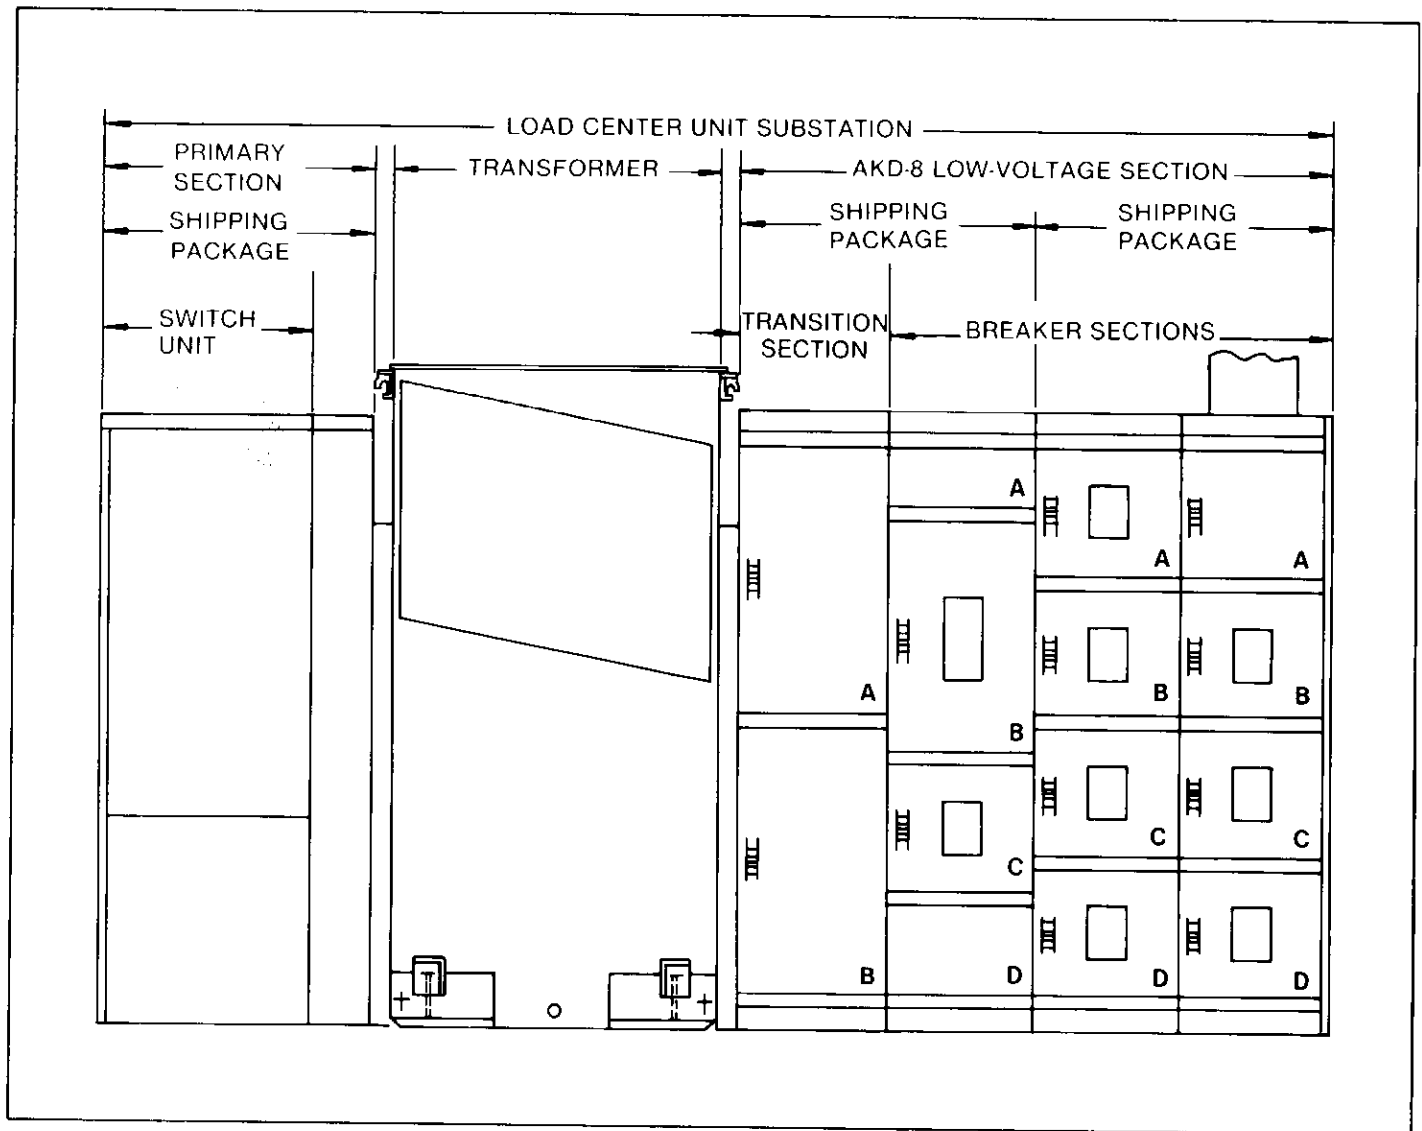 LOAD CENTER UNIT SUBSTATION
PRIMARY
SECTION
TRANSFORMER
AKD-8 LOW-VOLTAGE SECTION
SHIPPING
PACKAGE
SHIPPING
PACKAGE
SHIPPING
PACKAGE
SWITCH
UNIT
TRANSITION
SECTION
BREAKER SECTIONS
A
A
A
A
B
B
A
B
C
C
C
B
D
D
D